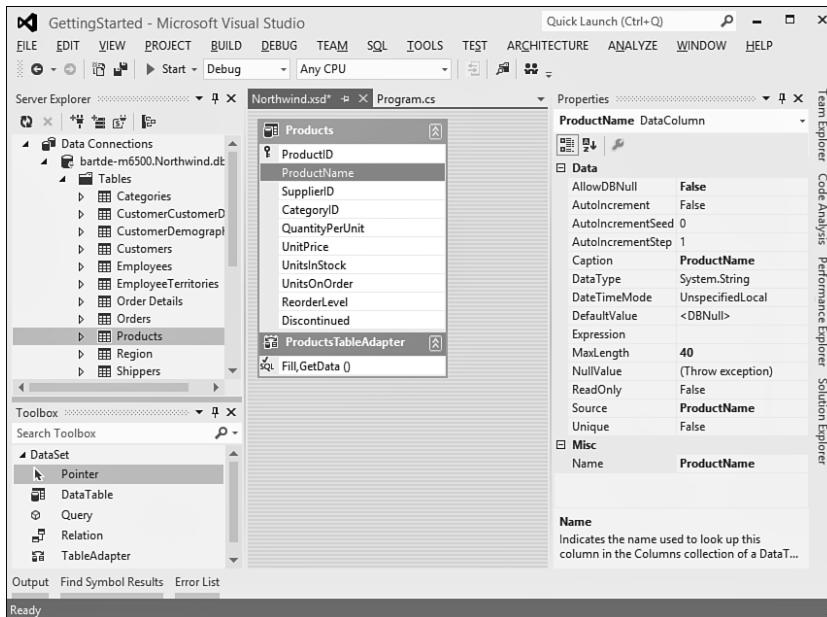 GettingStarted - Microsoft Visual Studio
Quick Launch (Ctrl+Q)
FILE EDIT VIEW PROJECT BUILD DEBUG TEAM SQL TOOLS TEST ARCHITECTURE ANALYZE WINDOW HELP
Start Debug Any CPU
Server Explorer
Data Connections
bartde-m6500.Northwind.db
Tables
Categories
CustomerCustomerD
CustomerDemograph
Customers
Employees
EmployeeTerritories
Order Details
Orders
Products
Region
Shippers
Toolbox
Search Toolbox
DataSet
Pointer
DataTable
Query
Relation
TableAdapter
Northwind.xsd* Program.cs
Products
ProductID
ProductName
SupplierID
CategoryID
QuantityPerUnit
UnitPrice
UnitsInStock
UnitsOnOrder
ReorderLevel
Discontinued
ProductsTableAdapter
SQL Fill,GetData ()
Properties
ProductName DataColumn
Data
AllowDBNull False
AutoIncrement False
AutoIncrementSeed 0
AutoIncrementStep 1
Caption ProductName
DataType System.String
DateTimeMode UnspecifiedLocal
DefaultValue <DBNull>
Expression
MaxLength 40
NullValue (Throw exception)
ReadOnly False
Source ProductName
Unique False
Misc
Name ProductName
Name
Indicates the name used to look up this
column in the Columns collection of a DataT...
Team Explorer
Code Analysis
Performance Explorer
Solution Explorer
Output Find Symbol Results Error List
Ready